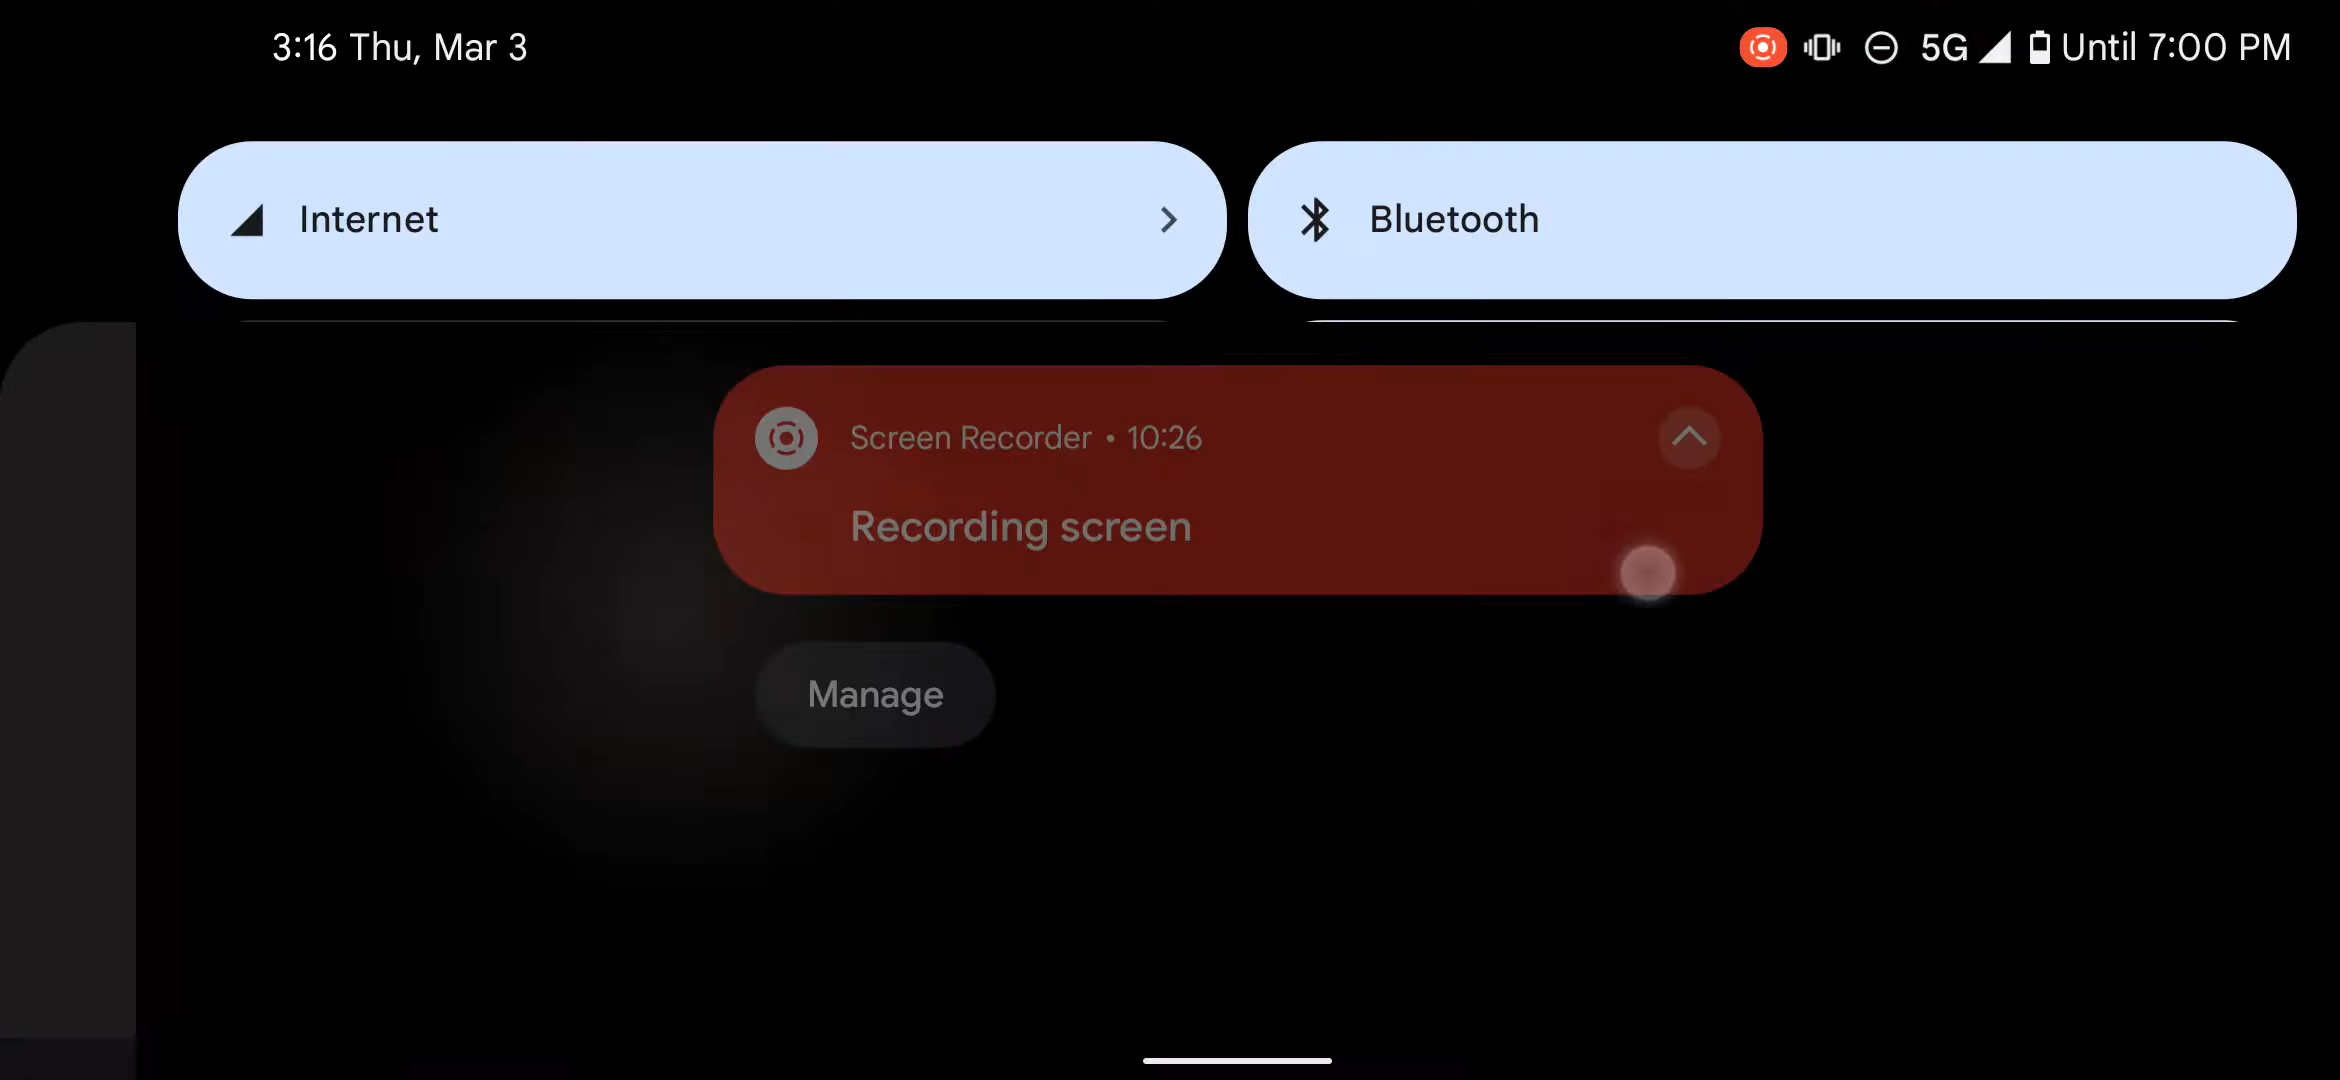 3:16 Thu, Mar 3 5G Until 7:00 PM
Internet Bluetooth
Screen Recorder • 10:26
Recording screen
Manage